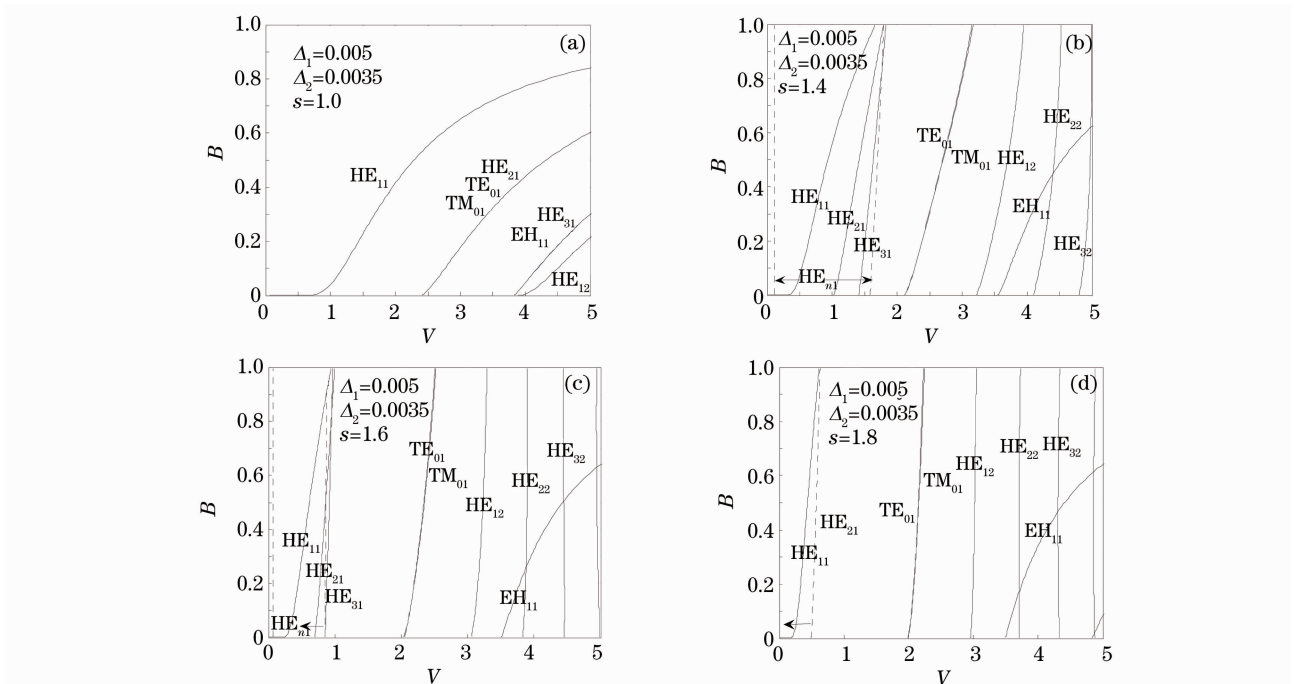 (a)
Δ₁=0.005
Δ₂=0.0035
s=1.0
HE₁₁
HE₂₁
TE₀₁
TM₀₁
HE₃₁
EH₁₁
HE₁₂
B
1.0
0.8
0.6
0.4
0.2
0
0 1 2 3 4 5
V
(b)
Δ₁=0.005
Δ₂=0.0035
s=1.4
HE₂₂
TE₀₁
TM₀₁
HE₁₂
HE₁₁
EH₁₁
HE₂₁
HE₃₁
HE₃₂
HEₙ₁
B
1.0
0.8
0.6
0.4
0.2
0
0 1 2 3 4 5
V
(c)
Δ₁=0.005
Δ₂=0.0035
s=1.6
TE₀₁
HE₃₂
TM₀₁
HE₂₂
HE₁₂
HE₁₁
HE₂₁
HE₃₁
EH₁₁
HEₙ₁
B
1.0
0.8
0.6
0.4
0.2
0
0 1 2 3 4 5
V
(d)
Δ₁=0.005
Δ₂=0.0035
s=1.8
HE₂₂
HE₃₂
HE₁₂
TM₀₁
TE₀₁
HE₂₁
EH₁₁
HE₁₁
B
1.0
0.8
0.6
0.4
0.2
0
0 1 2 3 4 5
V